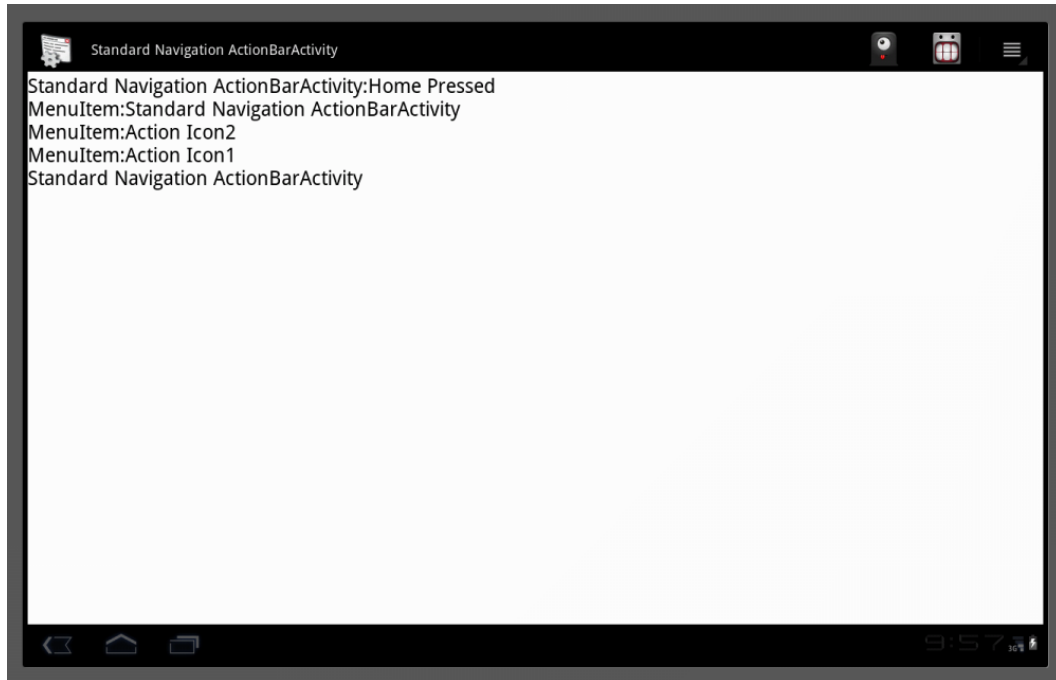 Standard Navigation ActionBarActivity
Standard Navigation ActionBarActivity:Home Pressed
MenuItem:Standard Navigation ActionBarActivity
MenuItem:Action Icon2
MenuItem:Action Icon1
Standard Navigation ActionBarActivity
9:57 3G